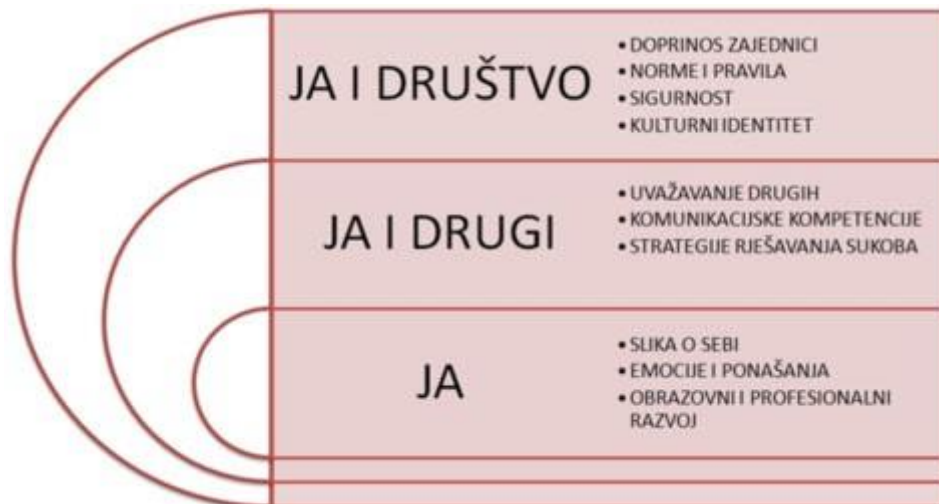 JA I DRUŠTVO
• DOPRINOS ZAJEDNICI
• NORME I PRAVILA
• SIGURNOST
• KULTURNI IDENTITET
JA I DRUGI
• UVAŽAVANJE DRUGIH
• KOMUNIKACIJSKE KOMPETENCIJE
• STRATEGIJE RJEŠAVANJA SUKOBA
JA
• SLIKA O SEBI
• EMOCIJE I PONAŠANJA
• OBRAZOVNI I PROFESIONALNI
RAZVOJ